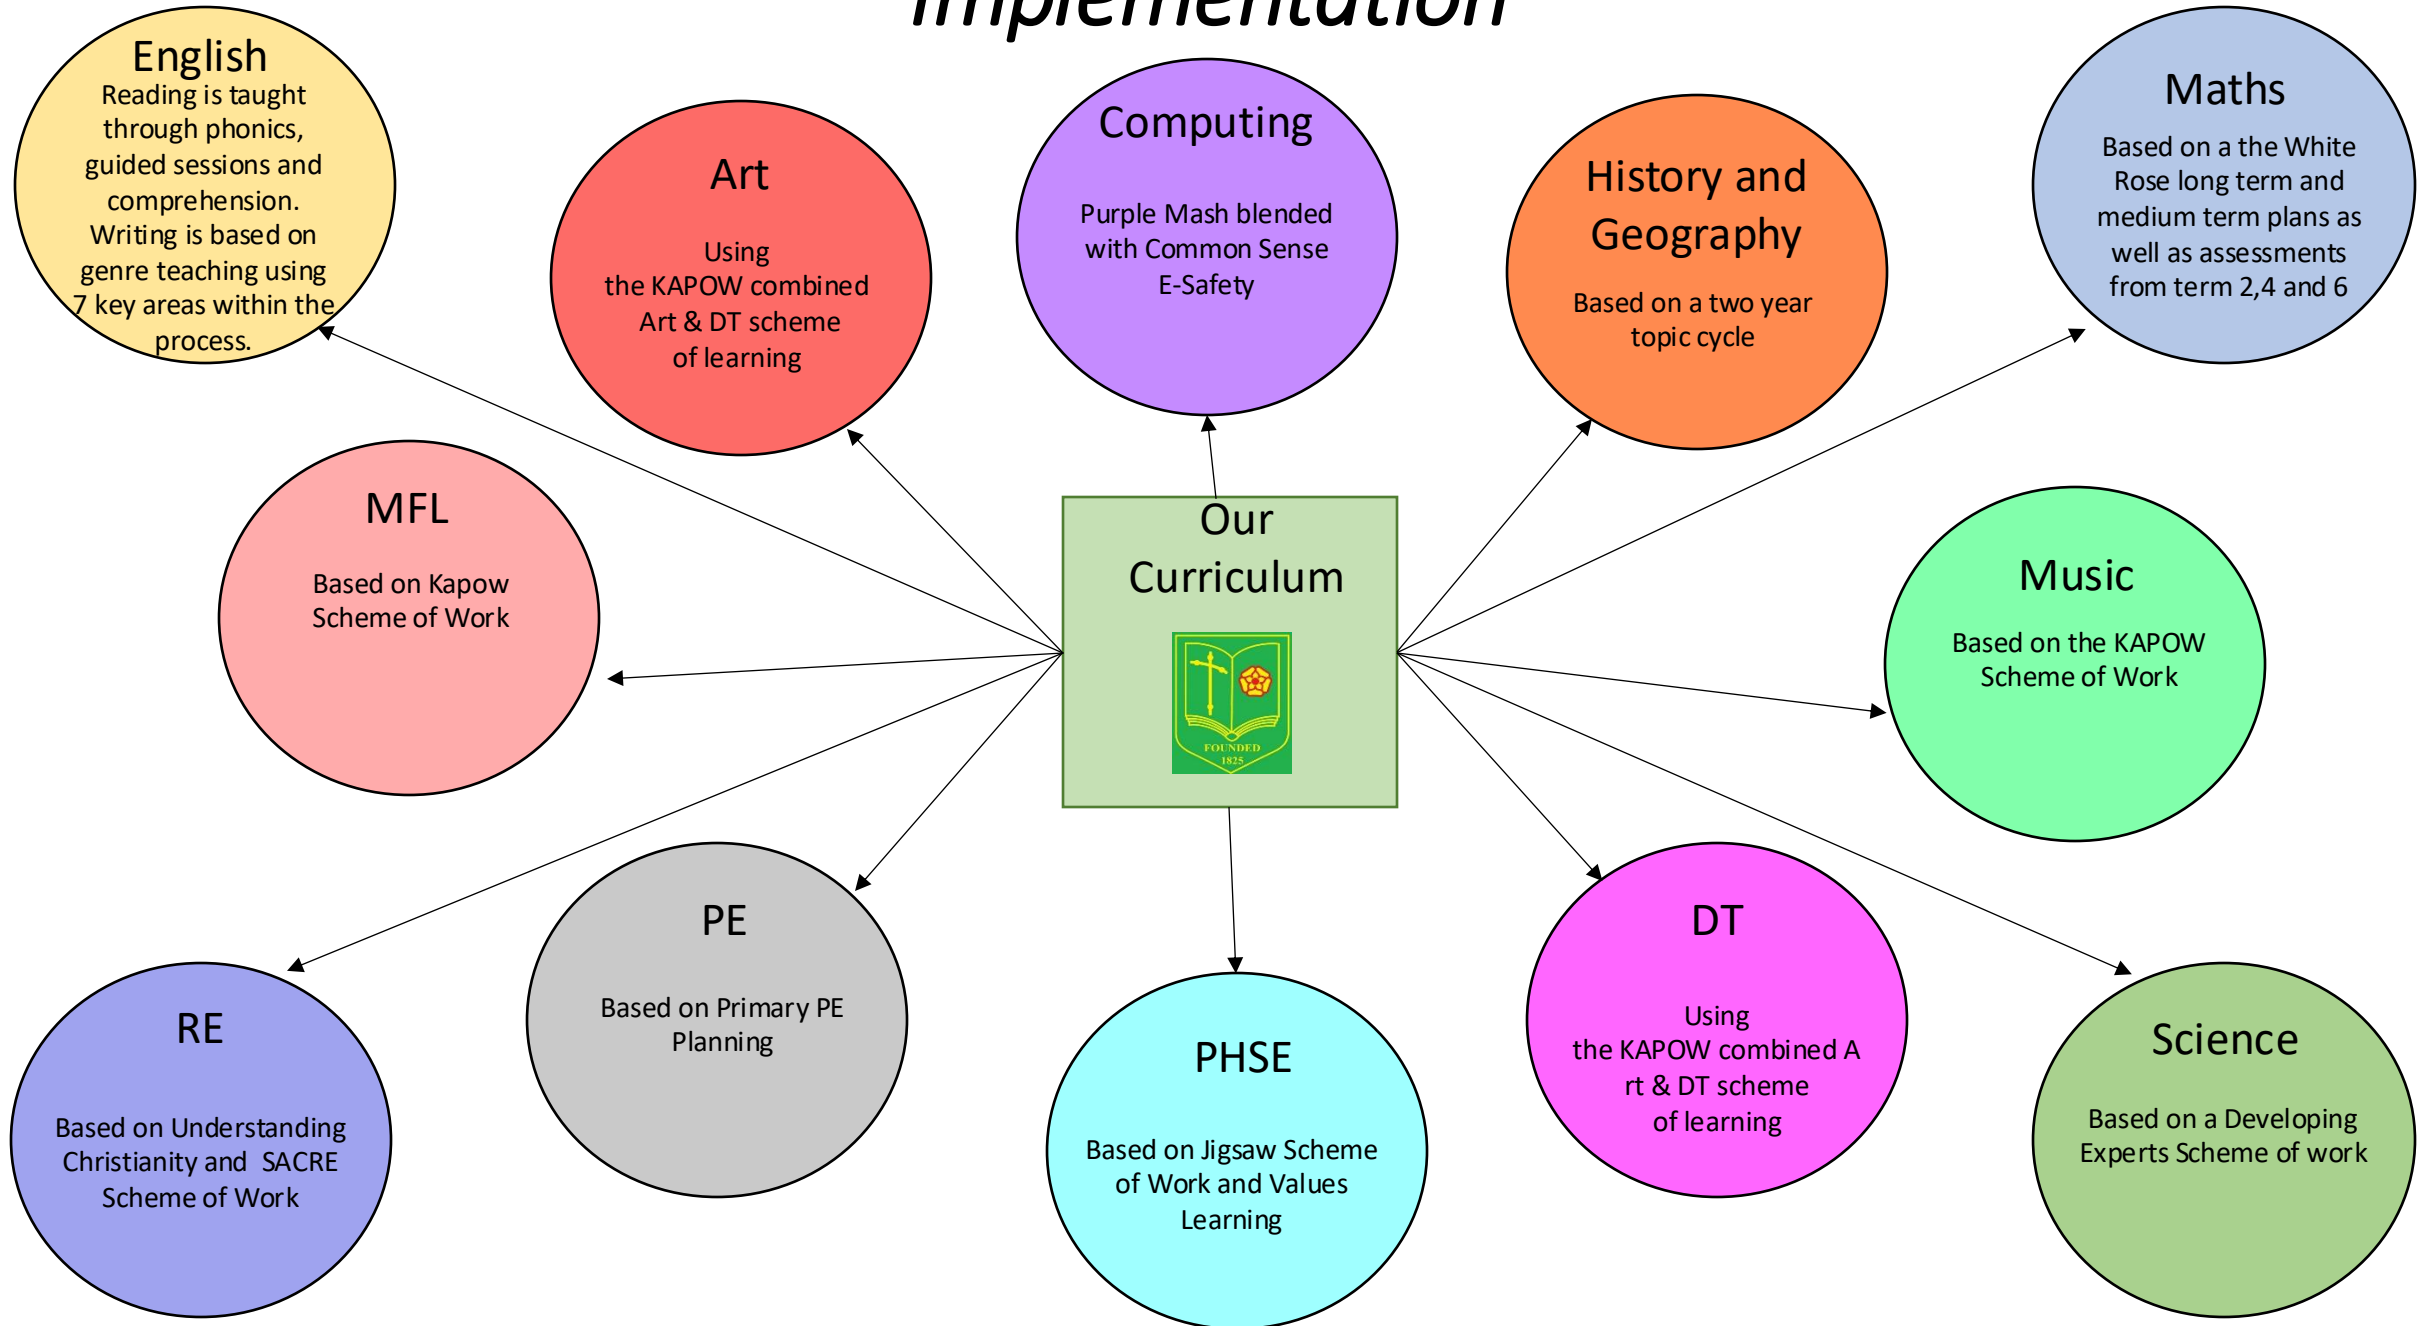 Implementation
English
Reading is taught
through phonics,
guided sessions and
comprehension.
Writing is based on
genre teaching using
7 key areas within the
process.
Art
Using
the KAPOW combined
Art & DT scheme
of learning
Computing
Purple Mash blended
with Common Sense
E-Safety
History and
Geography
Based on a two year
topic cycle
Maths
Based on a the White
Rose long term and
medium term plans as
well as assessments
from term 2,4 and 6
MFL
Based on Kapow
Scheme of Work
Our
Curriculum
FOUNDED
1825
Music
Based on the KAPOW
Scheme of Work
RE
Based on Understanding
Christianity and  SACRE
Scheme of Work
PE
Based on Primary PE
Planning
PHSE
Based on Jigsaw Scheme
of Work and Values
Learning
DT
Using
the KAPOW combined A
rt & DT scheme
of learning
Science
Based on a Developing
Experts Scheme of work